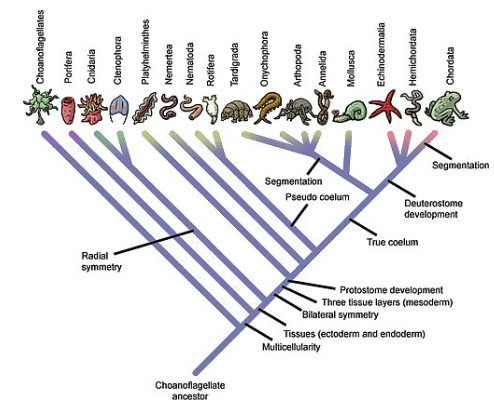 Choanoflagellates
Porifera
Cnidaria
Ctenophora
Platyhelminthes
Nemertea
Nematoda
Rotifera
Tardigrada
Onychophora
Arthopoda
Annelida
Mollusca
Echinodermatia
Hemichordata
Chordata
Segmentation
Segmentation
Pseudo coelum
Deuterostome
development
True coelum
Radial
symmetry
Protostome development
Three tissue layers (mesoderm)
Bilateral symmetry
Tissues (ectoderm and endoderm)
Multicellularity
Choanoflagellate
ancestor